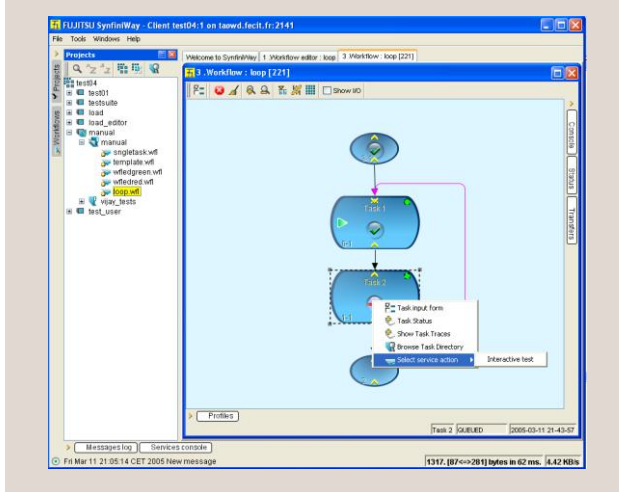 FUJITSU SynfiniWay - Client test04:1 on taowd.fecit.fr:2141
File Tools Windows Help
Projects
Welcome to SynfiniWay 1 .Workflow editor : loop 3 .Workflow : loop [221]
3 .Workflow : loop [221]
Show I/O
Projects
Workflows
test04
test01
testsuite
load
load_editor
manual
manual
sngletask.wfl
template.wfl
wfledgreen.wfl
wfledred.wfl
loop.wfl
vijay_tests
test_user
Task 1
[-]
Task 2
[-]
Task input form
Task Status
Show Task Traces
Browse Task Directory
Select service action
Interactive test
Console
Status
Transfers
Profiles
Task 2 QUEUED 2005-03-11 21-43-57
Messages log Services console
Fri Mar 11 21:05:14 CET 2005 New message 1317. [87<=>281] bytes in 62 ms. 4.42 KB/s